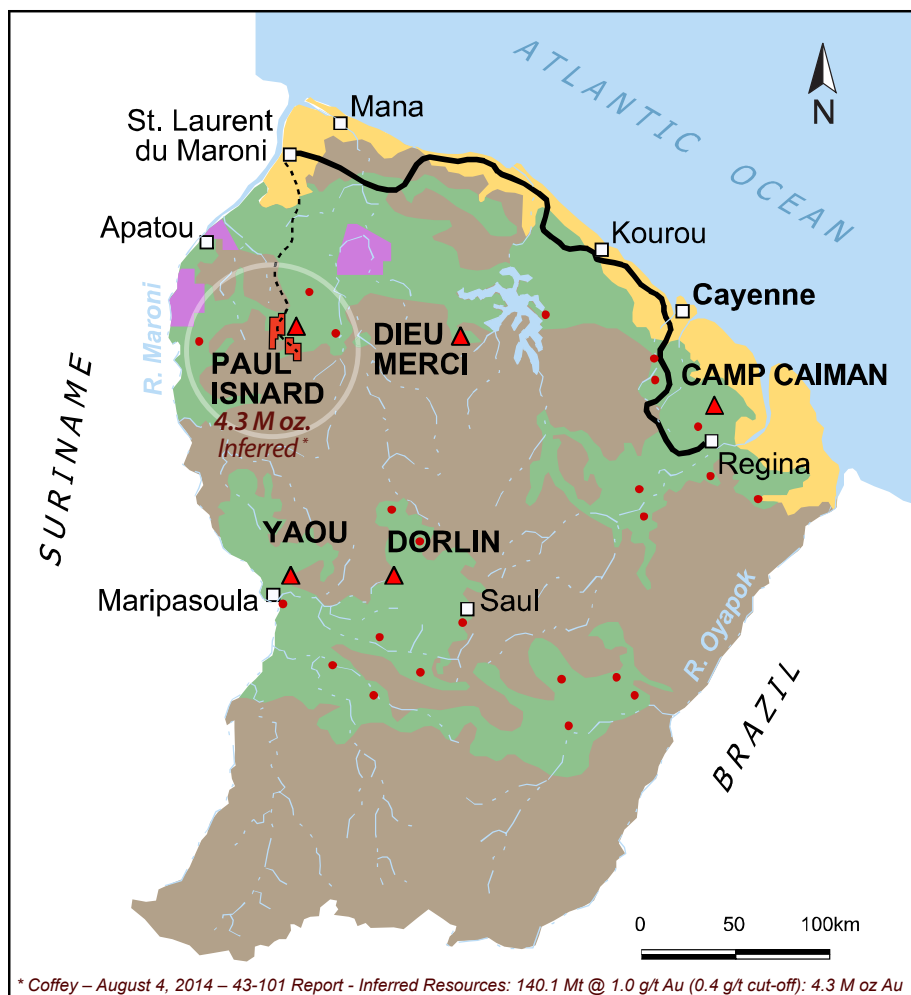 ATLANTIC OCEAN
N
Mana
St. Laurent
du Maroni
Apatou
Kourou
R. Maroni
Cayenne
DIEU
MERCI
PAUL
ISNARD
4.3 M oz.
Inferred *
CAMP CAIMAN
Regina
SURINAME
YAOU
DORLIN
Maripasoula
Saul
R. Oyapok
BRAZIL
0 50 100km
* Coffey – August 4, 2014 – 43-101 Report - Inferred Resources: 140.1 Mt @ 1.0 g/t Au (0.4 g/t cut-off): 4.3 M oz Au